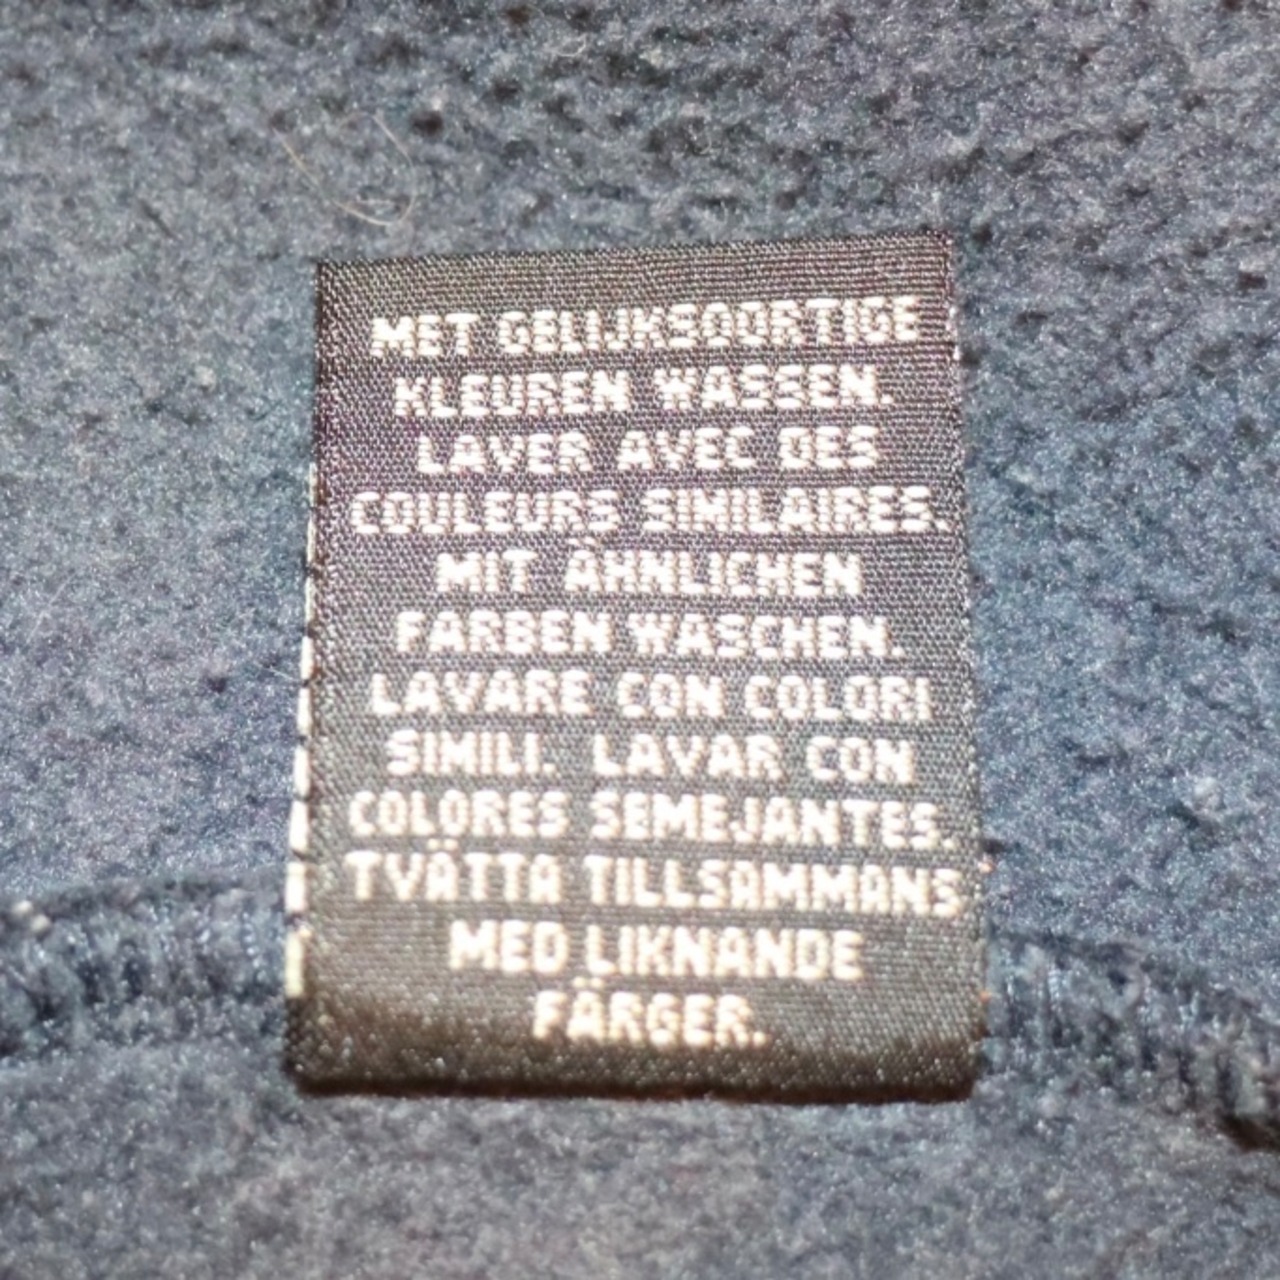 MET GELIJKSOORTIGE
KLEUREN WASSEN.
LAVER AVEC DES
COULEURS SIMILAIRES.
MIT ÄHNLICHEN
FARBEN WASCHEN.
LAVARE CON COLORI
SIMILI. LAVAR CON
COLORES SEMEJANTES.
TVÄTTA TILLSAMMANS
MED LIKNANDE
FÄRGER.